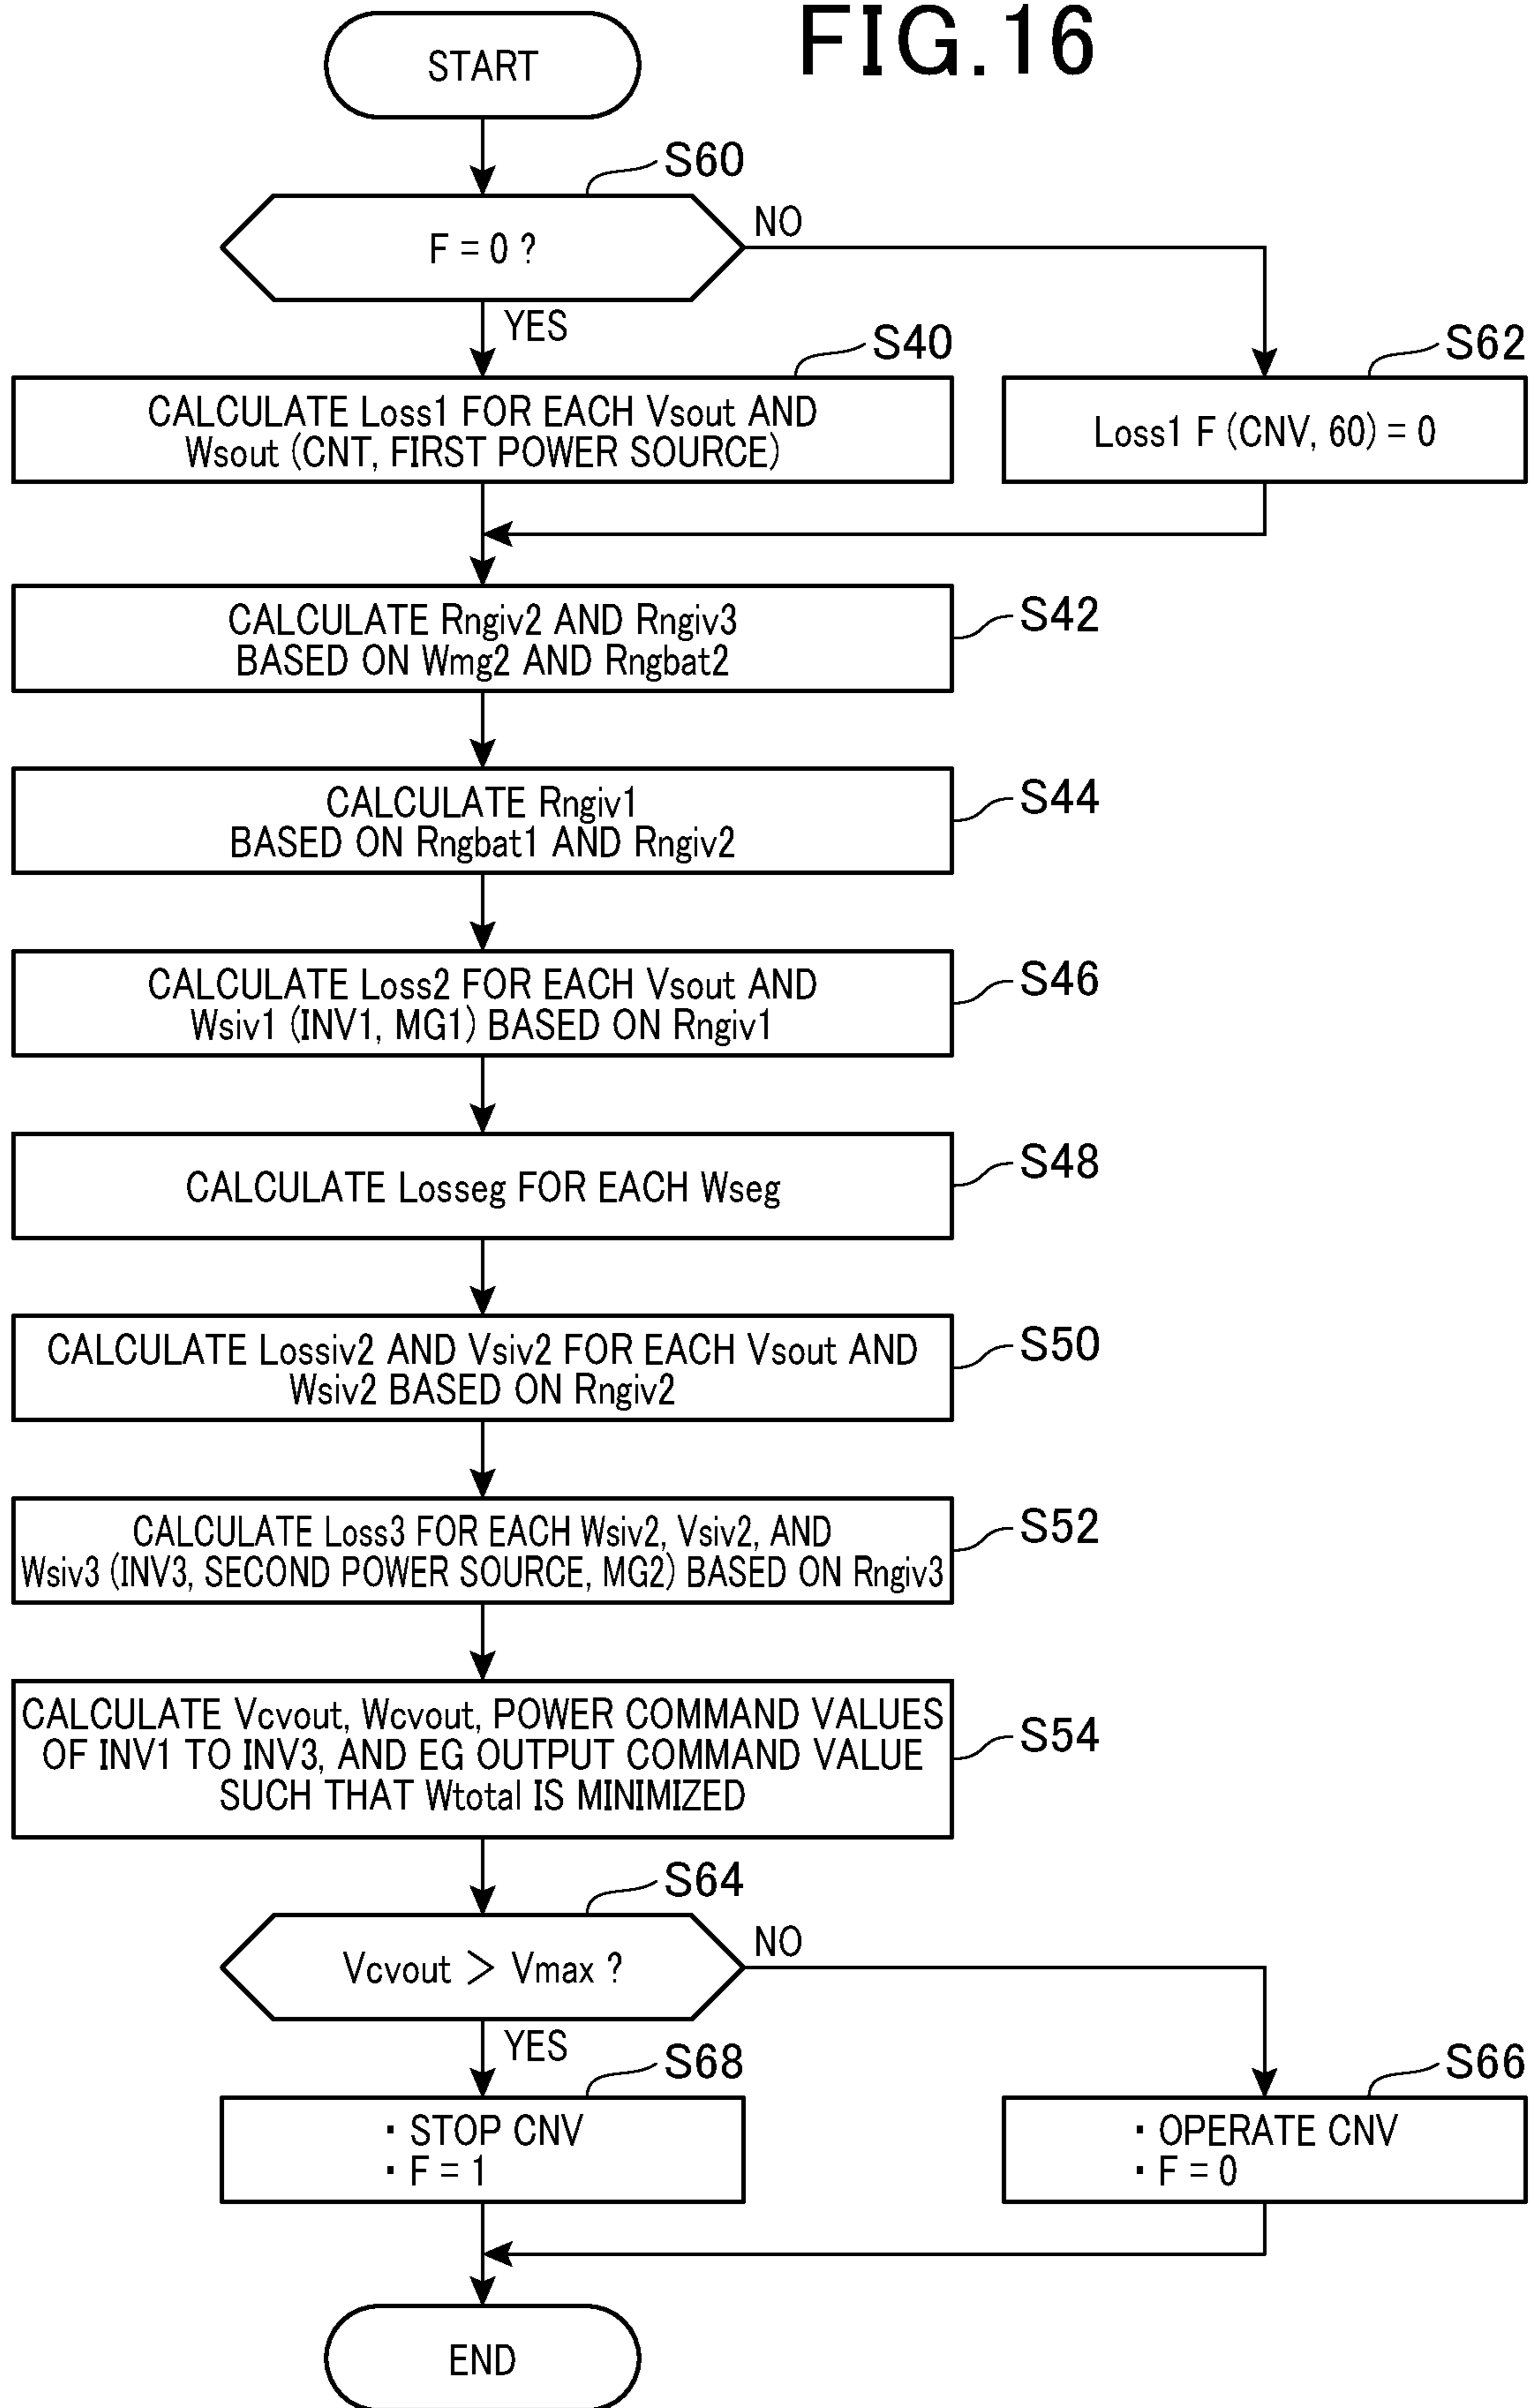 FIG.16
START
S60
F = 0 ?
NO
YES
S40
CALCULATE Loss1 FOR EACH Vsout AND
Wsout (CNT, FIRST POWER SOURCE)
S62
Loss1 F (CNV, 60) = 0
CALCULATE Rngiv2 AND Rngiv3
BASED ON Wmg2 AND Rngbat2
S42
CALCULATE Rngiv1
BASED ON Rngbat1 AND Rngiv2
S44
CALCULATE Loss2 FOR EACH Vsout AND
Wsiv1 (INV1, MG1) BASED ON Rngiv1
S46
CALCULATE Losseg FOR EACH Wseg
S48
CALCULATE Lossiv2 AND Vsiv2 FOR EACH Vsout AND
Wsiv2 BASED ON Rngiv2
S50
CALCULATE Loss3 FOR EACH Wsiv2, Vsiv2, AND
Wsiv3 (INV3, SECOND POWER SOURCE, MG2) BASED ON Rngiv3
S52
CALCULATE Vcvout, Wcvout, POWER COMMAND VALUES
OF INV1 TO INV3, AND EG OUTPUT COMMAND VALUE
SUCH THAT Wtotal IS MINIMIZED
S54
S64
Vcvout > Vmax ?
NO
YES
S68
・STOP CNV
・F = 1
S66
・OPERATE CNV
・F = 0
END